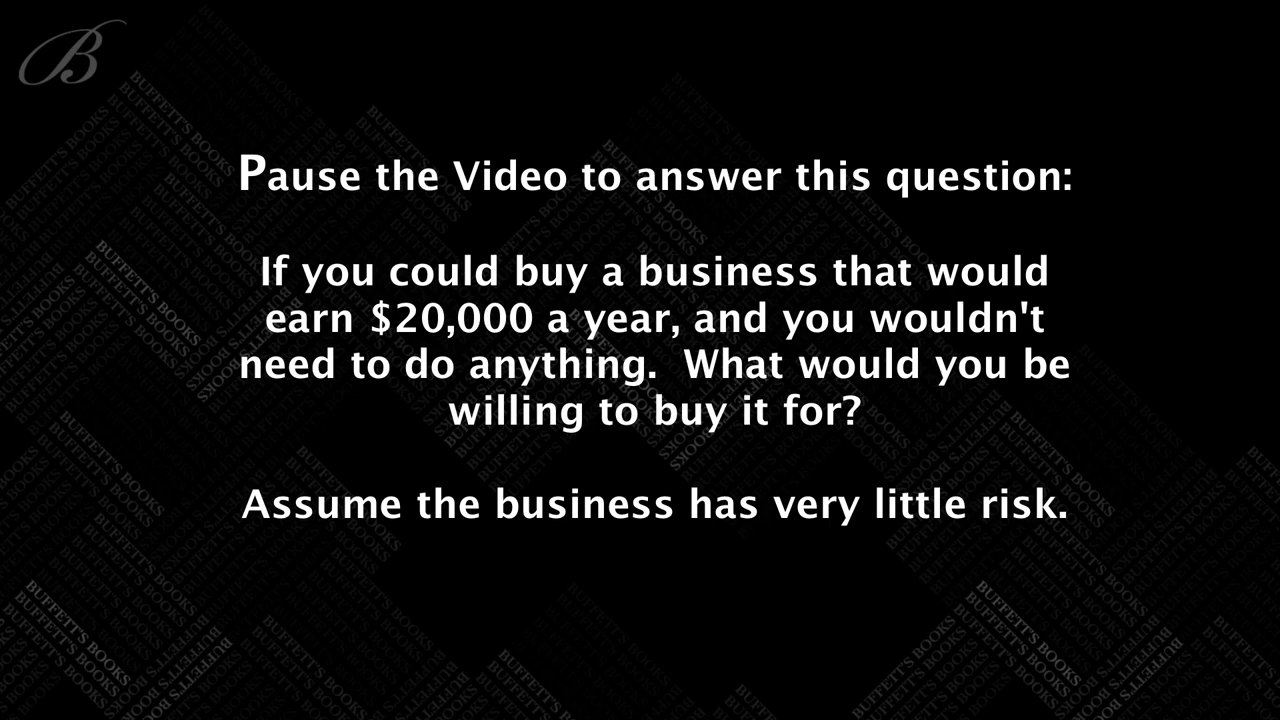 B
Pause the Video to answer this question:
If you could buy a business that would
earn $20,000 a year, and you wouldn't
need to do anything.  What would you be
willing to buy it for?
Assume the business has very little risk.
BUFFETT'S BOOKS